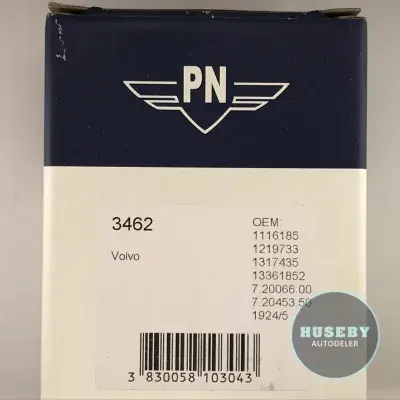 PN
3462
Volvo
OEM:
1116185
1219733
1317435
13361852
7.20066.00
7.20453.50
1924/5
HUSEBY
AUTODELER
3 830058 103043